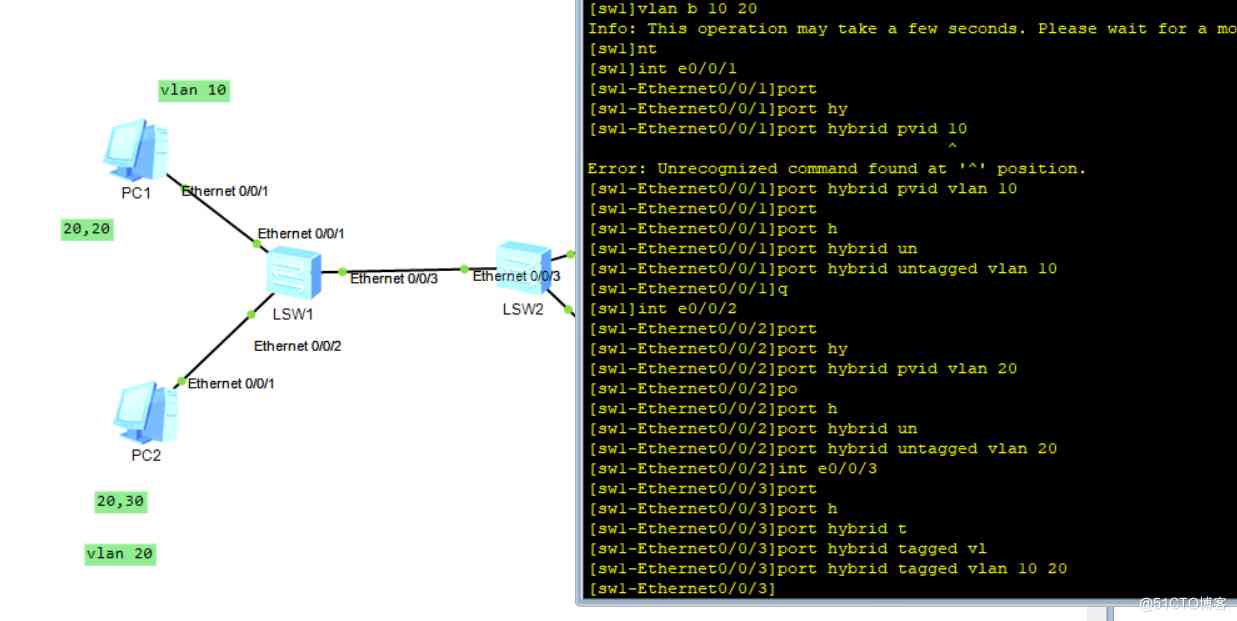 vlan 10
PC1
Ethernet 0/0/1
20,20
Ethernet 0/0/1
LSW1
Ethernet 0/0/3
Ethernet 0/0/3
LSW2
Ethernet 0/0/2
Ethernet 0/0/1
PC2
20,30
vlan 20
[sw1]vlan b 10 20
Info: This operation may take a few seconds. Please wait for a mo
[sw1]nt
[sw1]int e0/0/1
[sw1-Ethernet0/0/1]port
[sw1-Ethernet0/0/1]port hy
[sw1-Ethernet0/0/1]port hybrid pvid 10
^
Error: Unrecognized command found at '^' position.
[sw1-Ethernet0/0/1]port hybrid pvid vlan 10
[sw1-Ethernet0/0/1]port
[sw1-Ethernet0/0/1]port h
[sw1-Ethernet0/0/1]port hybrid un
[sw1-Ethernet0/0/1]port hybrid untagged vlan 10
[sw1-Ethernet0/0/1]q
[sw1]int e0/0/2
[sw1-Ethernet0/0/2]port
[sw1-Ethernet0/0/2]port hy
[sw1-Ethernet0/0/2]port hybrid pvid vlan 20
[sw1-Ethernet0/0/2]po
[sw1-Ethernet0/0/2]port h
[sw1-Ethernet0/0/2]port hybrid un
[sw1-Ethernet0/0/2]port hybrid untagged vlan 20
[sw1-Ethernet0/0/2]int e0/0/3
[sw1-Ethernet0/0/3]port
[sw1-Ethernet0/0/3]port h
[sw1-Ethernet0/0/3]port hybrid t
[sw1-Ethernet0/0/3]port hybrid tagged vl
[sw1-Ethernet0/0/3]port hybrid tagged vlan 10 20
[sw1-Ethernet0/0/3]
@51CTO博客